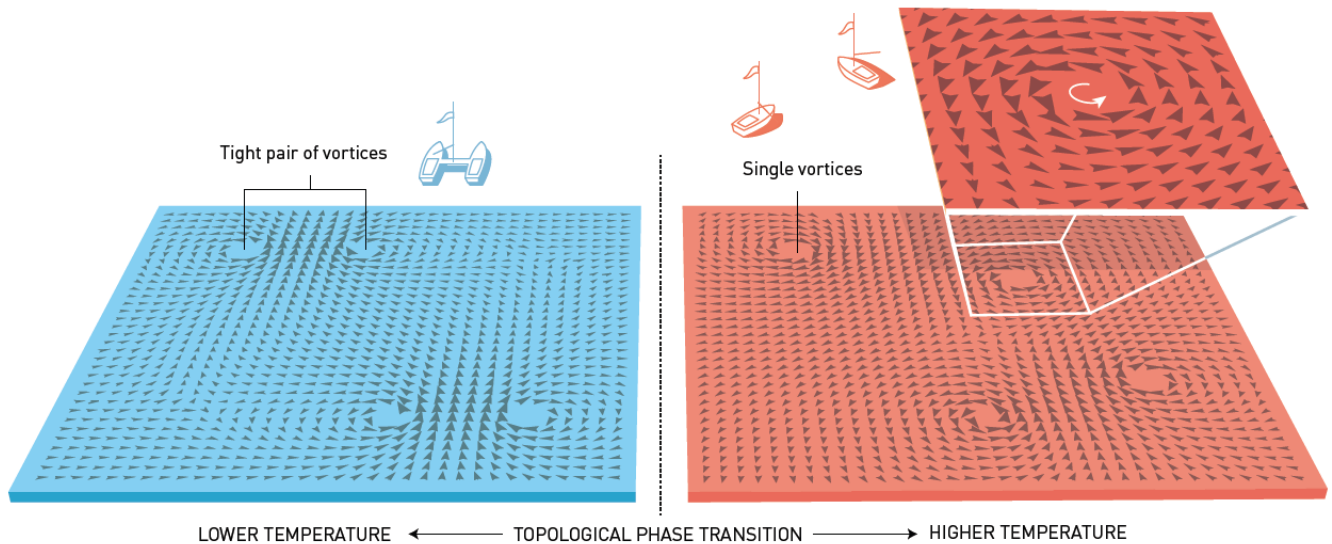 Tight pair of vortices
Single vortices
LOWER TEMPERATURE
TOPOLOGICAL PHASE TRANSITION
HIGHER TEMPERATURE